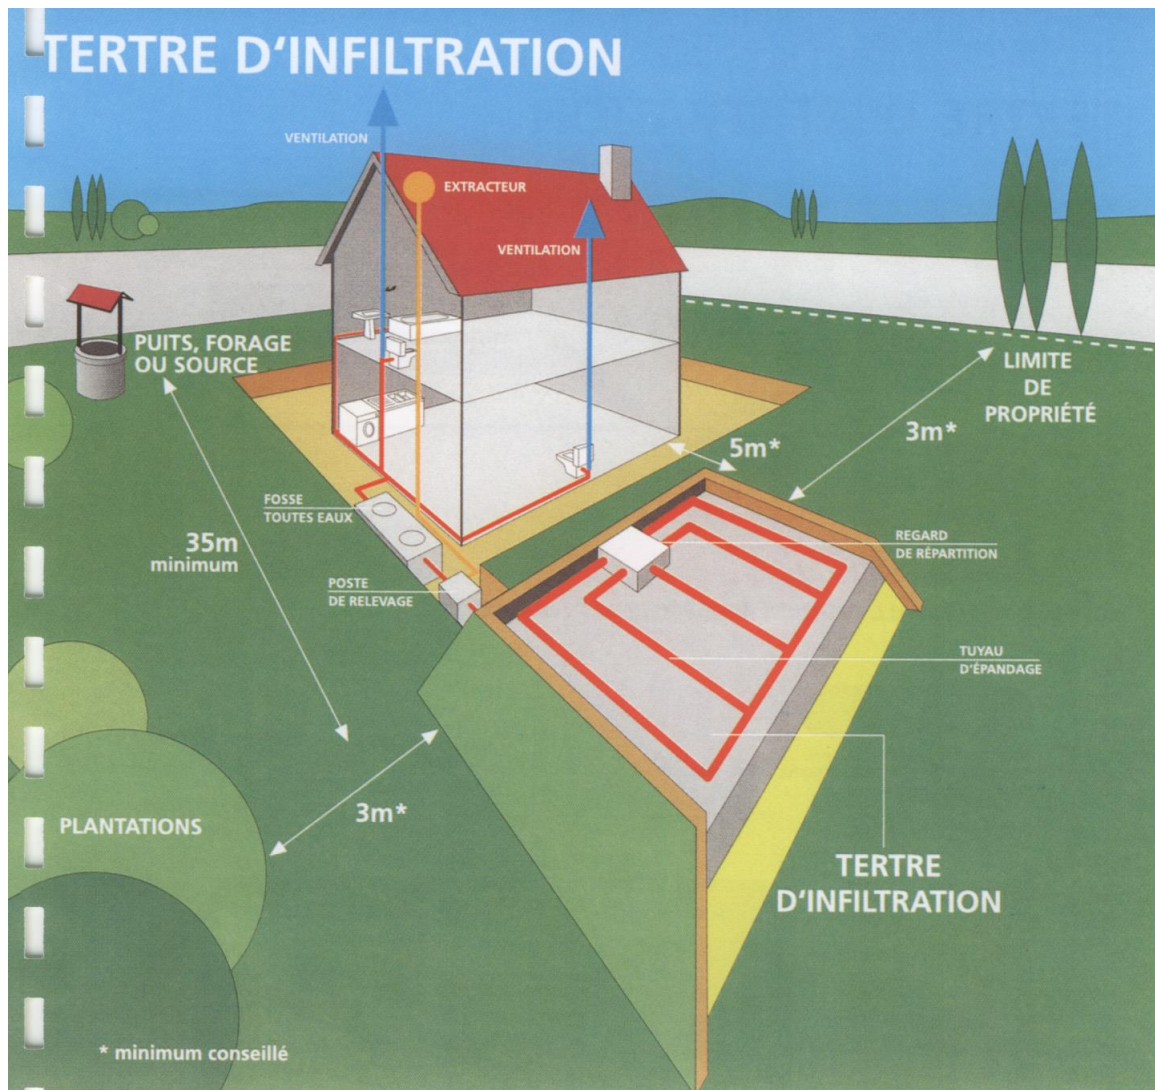 TERTRE D'INFILTRATION
VENTILATION
EXTRACTEUR
VENTILATION
PUITS, FORAGE
OU SOURCE
LIMITE
DE
PROPRIÉTÉ
3m*
5m*
FOSSE
TOUTES EAUX
35m
minimum
REGARD
DE RÉPARTITION
POSTE
DE RELEVAGE
TUYAU
D'ÉPANDAGE
3m*
PLANTATIONS
TERTRE
D'INFILTRATION
* minimum conseillé